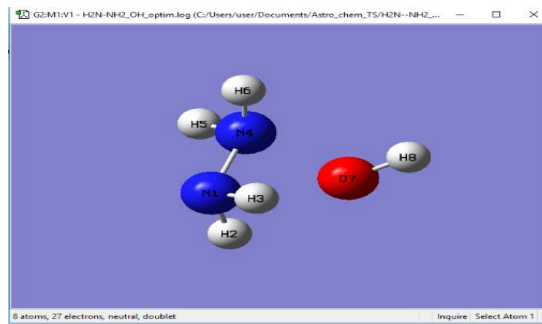 G2:M1:V1 - H2N-NH2_OH_optim.log (C:/Users/user/Documents/Astro_chem_TS/H2N--NH2_...
H6
H5
N4
H8
O7
N1
H3
H2
8 atoms, 27 electrons, neutral, doublet
Inquire Select Atom 1